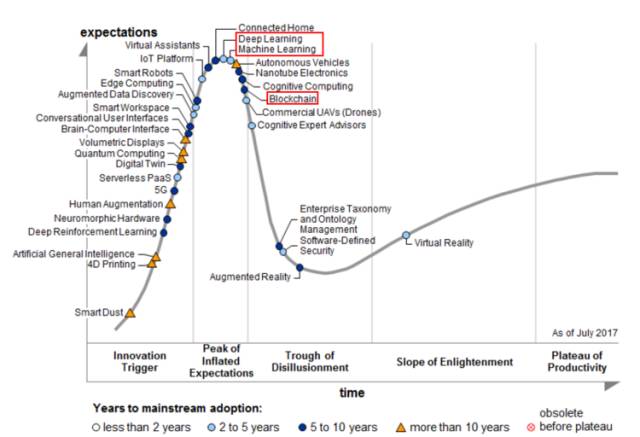 expectations
Connected Home
Deep Learning
Machine Learning
Virtual Assistants
IoT Platform
Autonomous Vehicles
Nanotube Electronics
Smart Robots
Edge Computing
Cognitive Computing
Augmented Data Discovery
Blockchain
Smart Workspace
Commercial UAVs (Drones)
Conversational User Interfaces
Cognitive Expert Advisors
Brain-Computer Interface
Volumetric Displays
Quantum Computing
Digital Twin
Serverless PaaS
5G
Human Augmentation
Neuromorphic Hardware
Deep Reinforcement Learning
Artificial General Intelligence
4D Printing
Smart Dust
Enterprise Taxonomy
and Ontology
Management
Software-Defined
Security
Augmented Reality
Virtual Reality
As of July 2017
Innovation
Trigger
Peak of
Inflated
Expectations
Trough of
Disillusionment
Slope of Enlightenment
Plateau of
Productivity
time
Years to mainstream adoption:
less than 2 years
2 to 5 years
5 to 10 years
more than 10 years
obsolete
before plateau